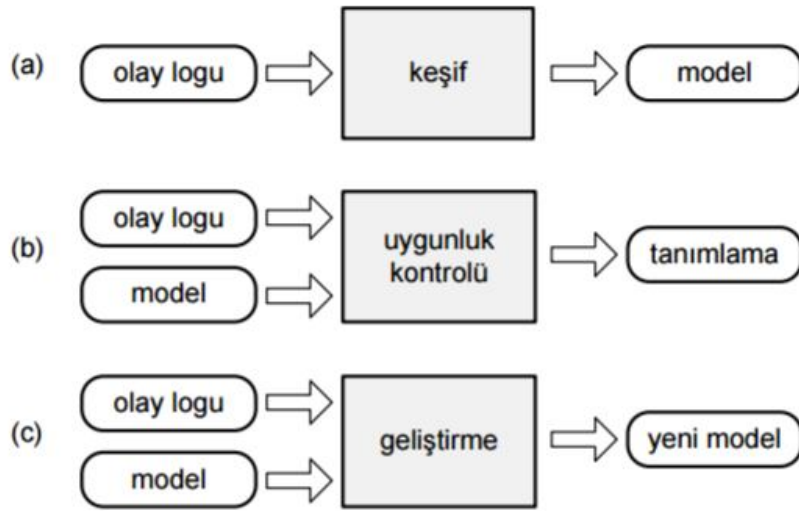 (a)
olay logu
keşif
model
(b)
olay logu
model
uygunluk
kontrolü
tanımlama
(c)
olay logu
model
geliştirme
yeni model